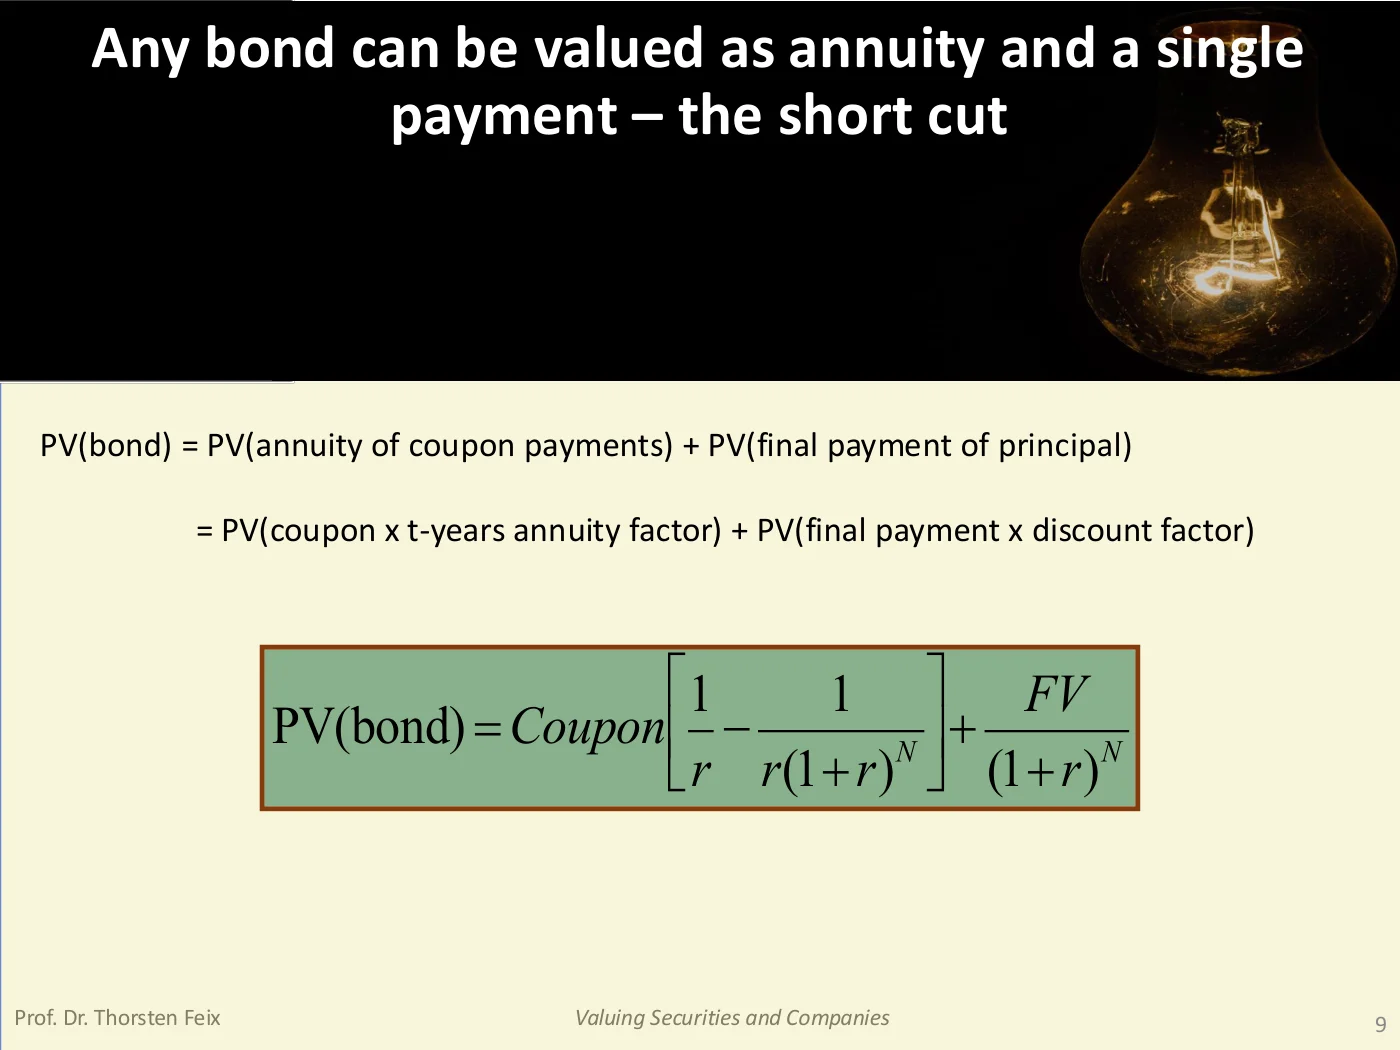 Any bond can be valued as annuity and a single
payment – the short cut
PV(bond) = PV(annuity of coupon payments) + PV(final payment of principal)
= PV(coupon x t-years annuity factor) + PV(final payment x discount factor)
PV(bond) = Coupon[1/r − 1/(r(1+r)^N)] + FV/(1+r)^N
Prof. Dr. Thorsten Feix
Valuing Securities and Companies
9